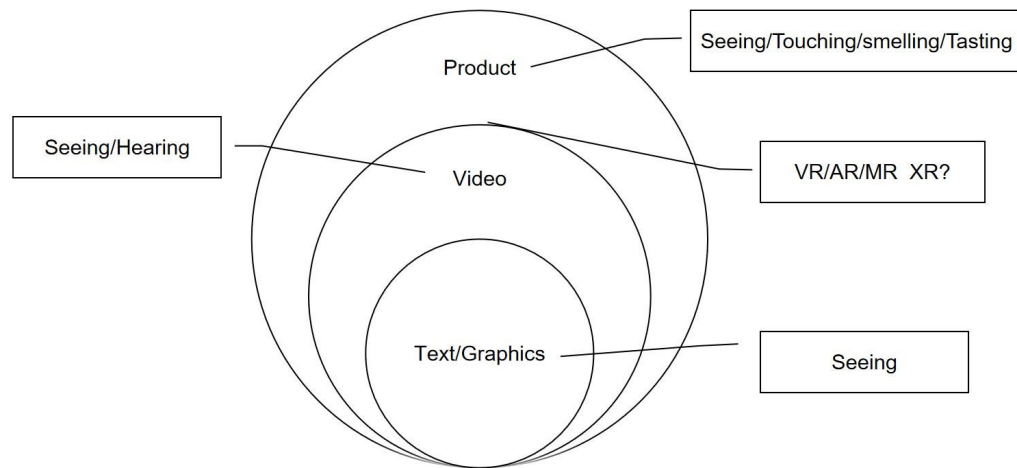 Seeing/Touching/smelling/Tasting
Product
Seeing/Hearing
Video
VR/AR/MR XR?
Text/Graphics
Seeing